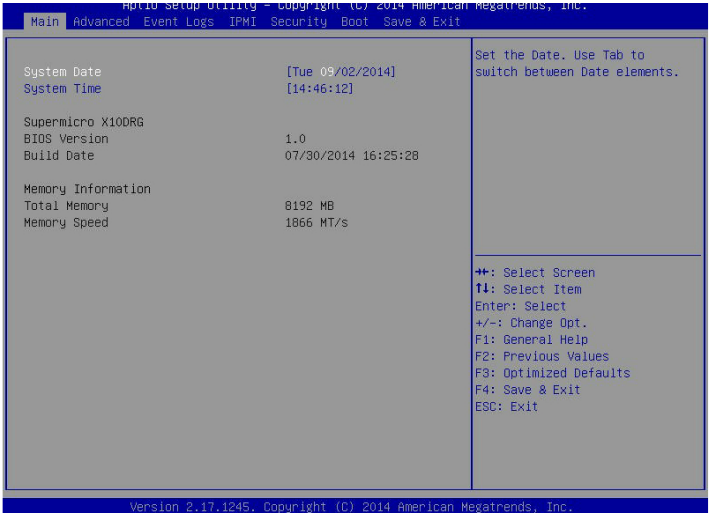 Aptio Setup Utility - Copyright (C) 2014 American Megatrends, Inc.
Main Advanced Event Logs IPMI Security Boot Save & Exit
System Date [Tue 09/02/2014]
System Time [14:46:12]
Supermicro X10DRG
BIOS Version 1.0
Build Date 07/30/2014 16:25:28
Memory Information
Total Memory 8192 MB
Memory Speed 1866 MT/s
Set the Date. Use Tab to
switch between Date elements.
→←: Select Screen
↑↓: Select Item
Enter: Select
+/-: Change Opt.
F1: General Help
F2: Previous Values
F3: Optimized Defaults
F4: Save & Exit
ESC: Exit
Version 2.17.1245. Copyright (C) 2014 American Megatrends, Inc.